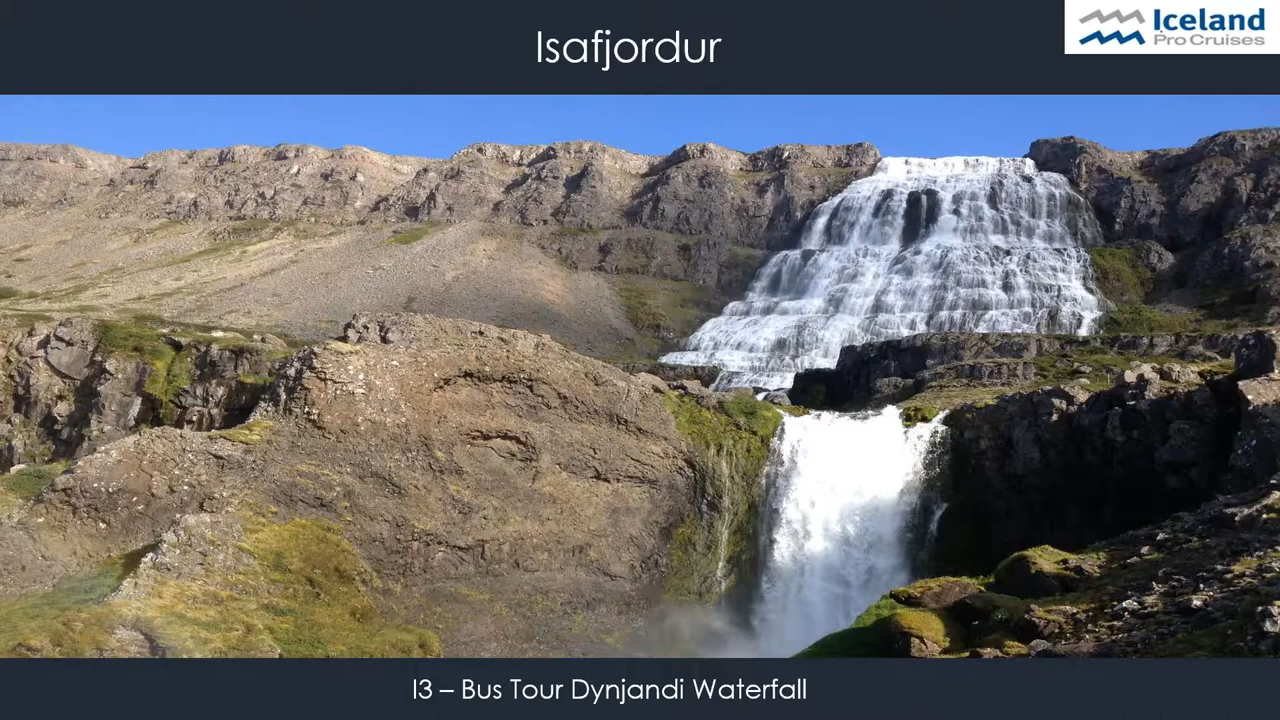 Isafjordur
Iceland
Pro Cruises
I3 – Bus Tour Dynjandi Waterfall